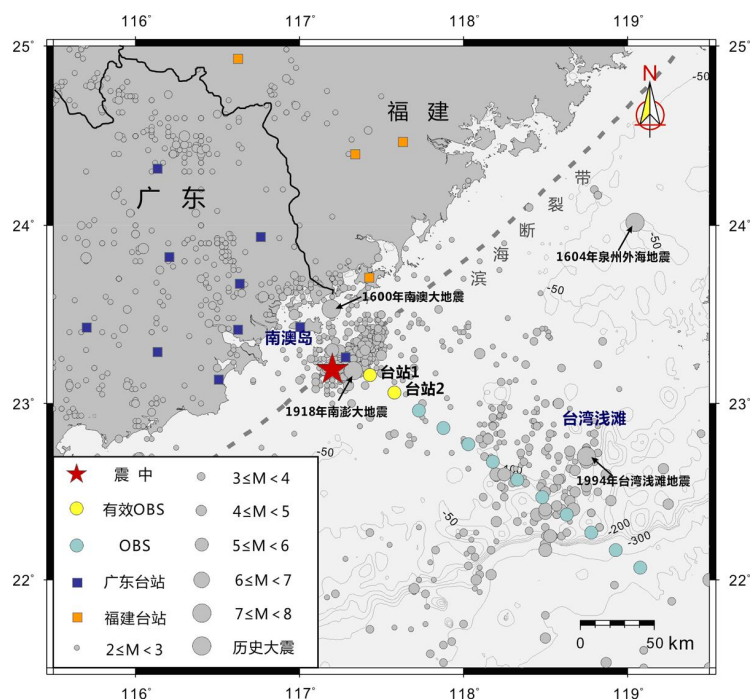 116° 117° 118° 119°
25° 25°
N
-50
福 建
广 东
滨海断裂带
24° 24°
-50
1604年泉州外海地震
-50
1600年南澳大地震
南澳岛
台站1
台站2
23° 23°
1918年南澎大地震
台湾浅滩
-50
1994年台湾浅滩地震
-100
-50
-200
-300
22° 22°
震 中
有效OBS
OBS
广东台站
福建台站
2≤M<3
3≤M<4
4≤M<5
5≤M<6
6≤M<7
7≤M<8
历史大震
0 50 km
116° 117° 118° 119°